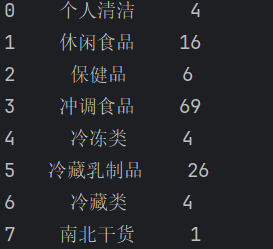 0 个人清洁 4
1 休闲食品 16
2 保健品 6
3 冲调食品 69
4 冷冻类 4
5 冷藏乳制品 26
6 冷藏类 4
7 南北干货 1